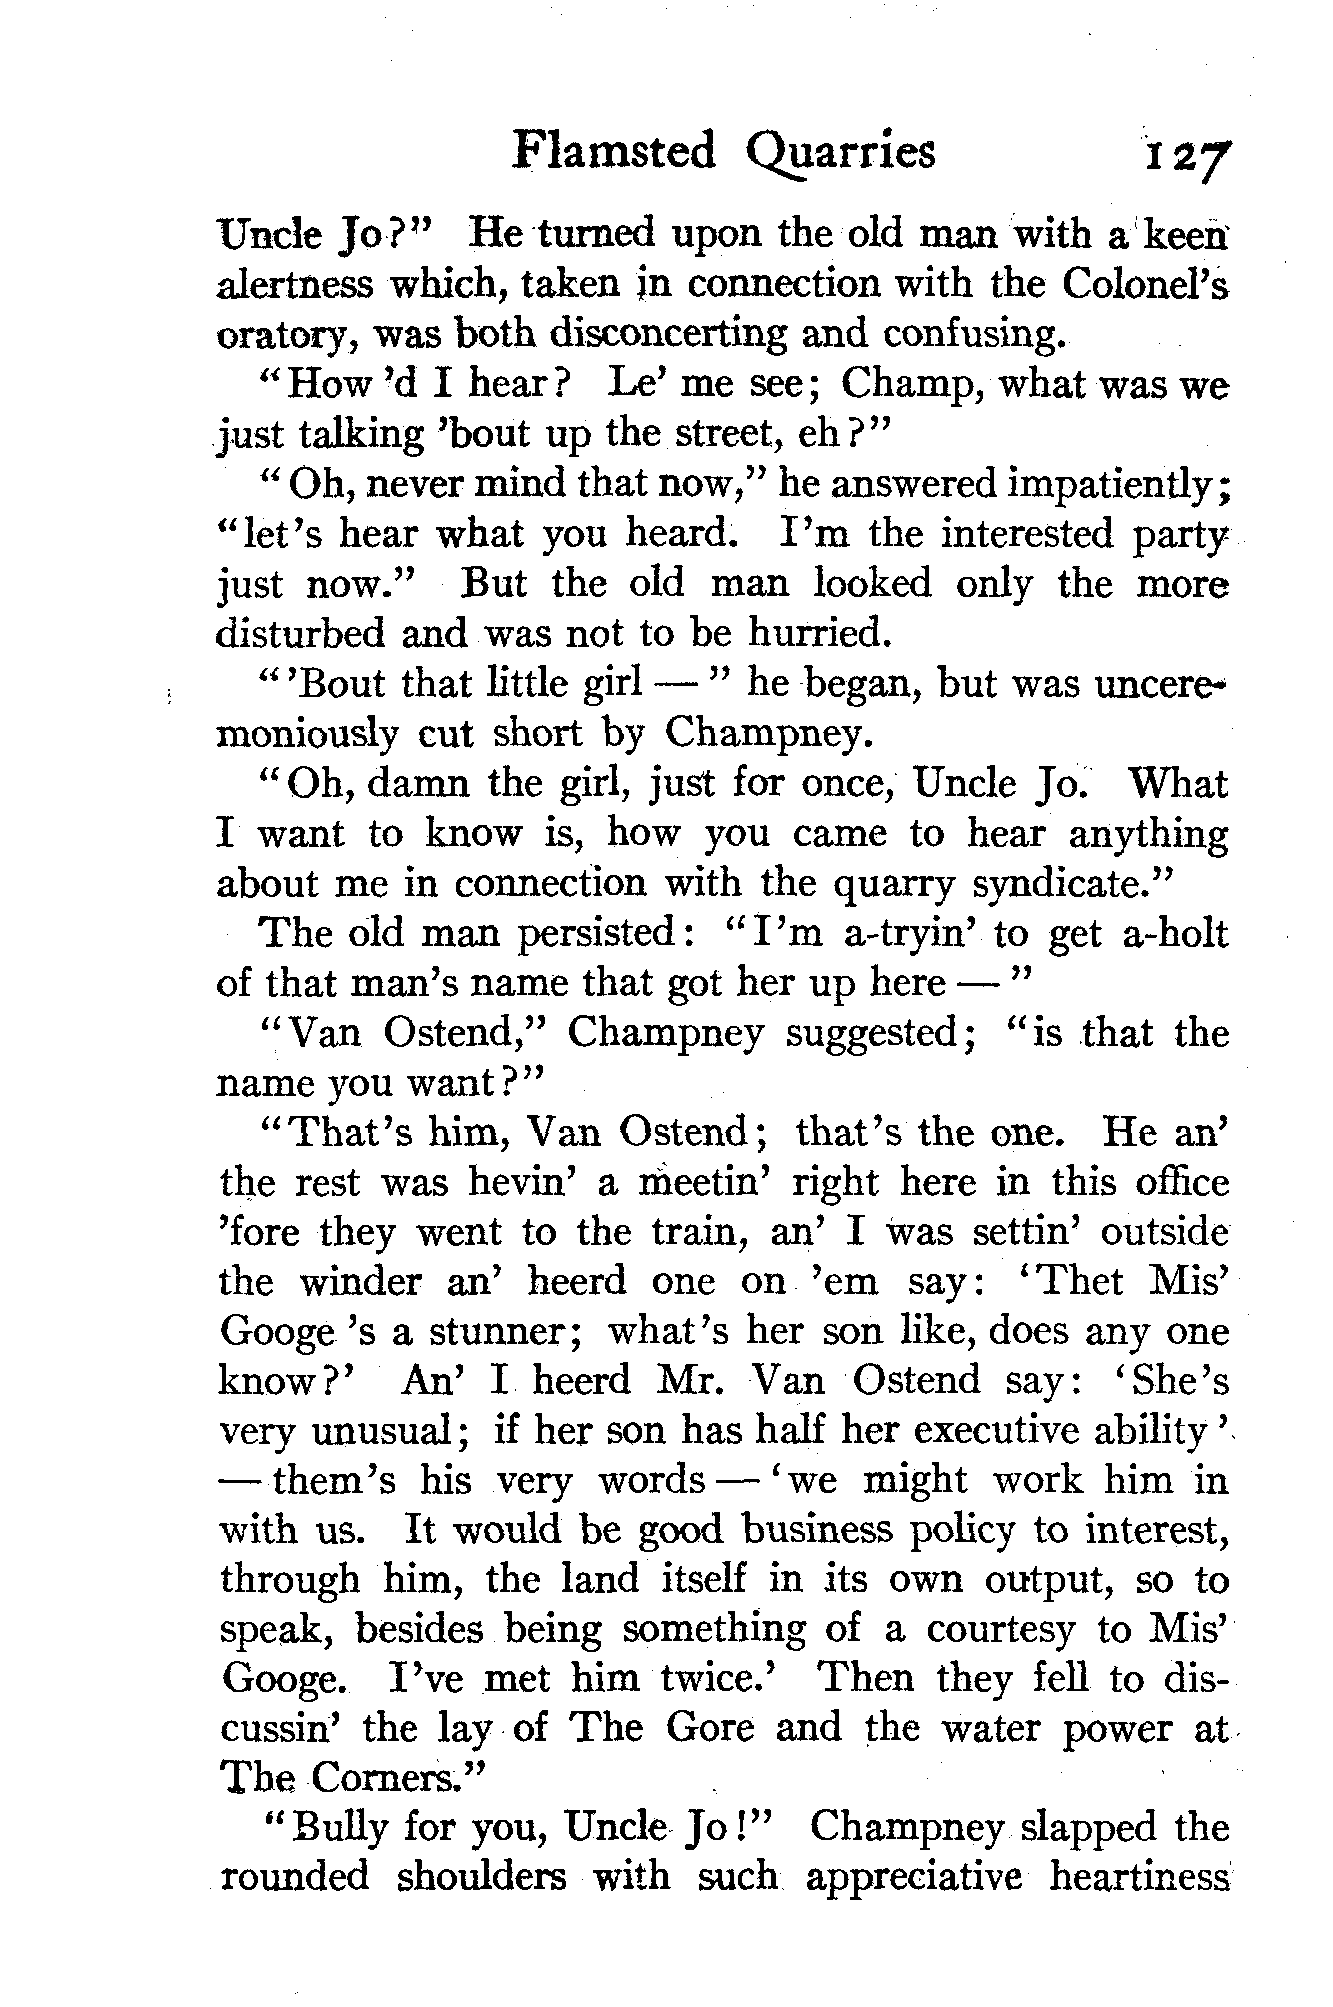 Flamsted Quarries 127
Uncle Jo?" He turned upon the old man with a keen
alertness which, taken in connection with the Colonel's
oratory, was both disconcerting and confusing.
"How 'd I hear? Le' me see; Champ, what was we
just talking 'bout up the street, eh?"
"Oh, never mind that now," he answered impatiently;
"let's hear what you heard. I'm the interested party
just now." But the old man looked only the more
disturbed and was not to be hurried.
"'Bout that little girl — " he began, but was uncere-
moniously cut short by Champney.
"Oh, damn the girl, just for once, Uncle Jo. What
I want to know is, how you came to hear anything
about me in connection with the quarry syndicate."
The old man persisted: "I'm a-tryin' to get a-holt
of that man's name that got her up here — "
"Van Ostend," Champney suggested; "is that the
name you want?"
"That's him, Van Ostend; that's the one. He an'
the rest was hevin' a meetin' right here in this office
'fore they went to the train, an' I was settin' outside
the winder an' heerd one on 'em say: 'Thet Mis'
Googe 's a stunner; what's her son like, does any one
know?' An' I heerd Mr. Van Ostend say: 'She's
very unusual; if her son has half her executive ability'
— them's his very words — 'we might work him in
with us. It would be good business policy to interest,
through him, the land itself in its own output, so to
speak, besides being something of a courtesy to Mis'
Googe. I've met him twice.' Then they fell to dis-
cussin' the lay of The Gore and the water power at
The Corners."
"Bully for you, Uncle Jo!" Champney slapped the
rounded shoulders with such appreciative heartiness